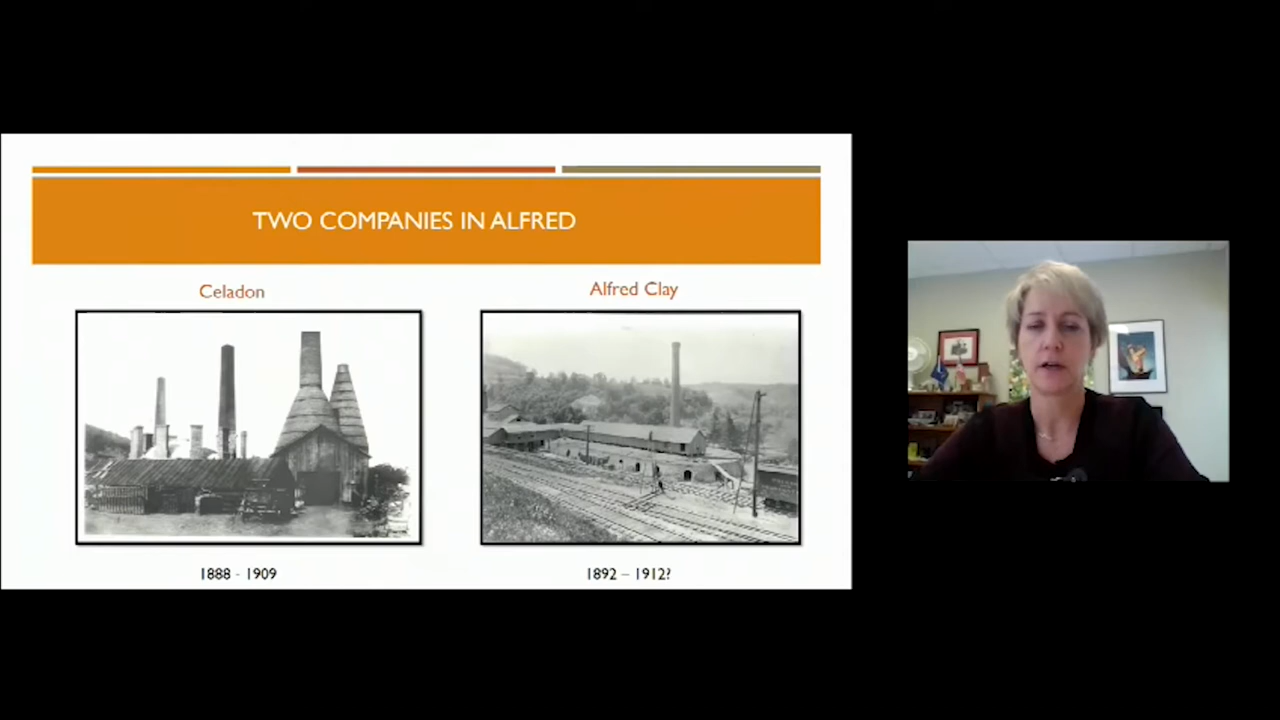 TWO COMPANIES IN ALFRED
Celadon
Alfred Clay
1888 - 1909
1892 – 1912?